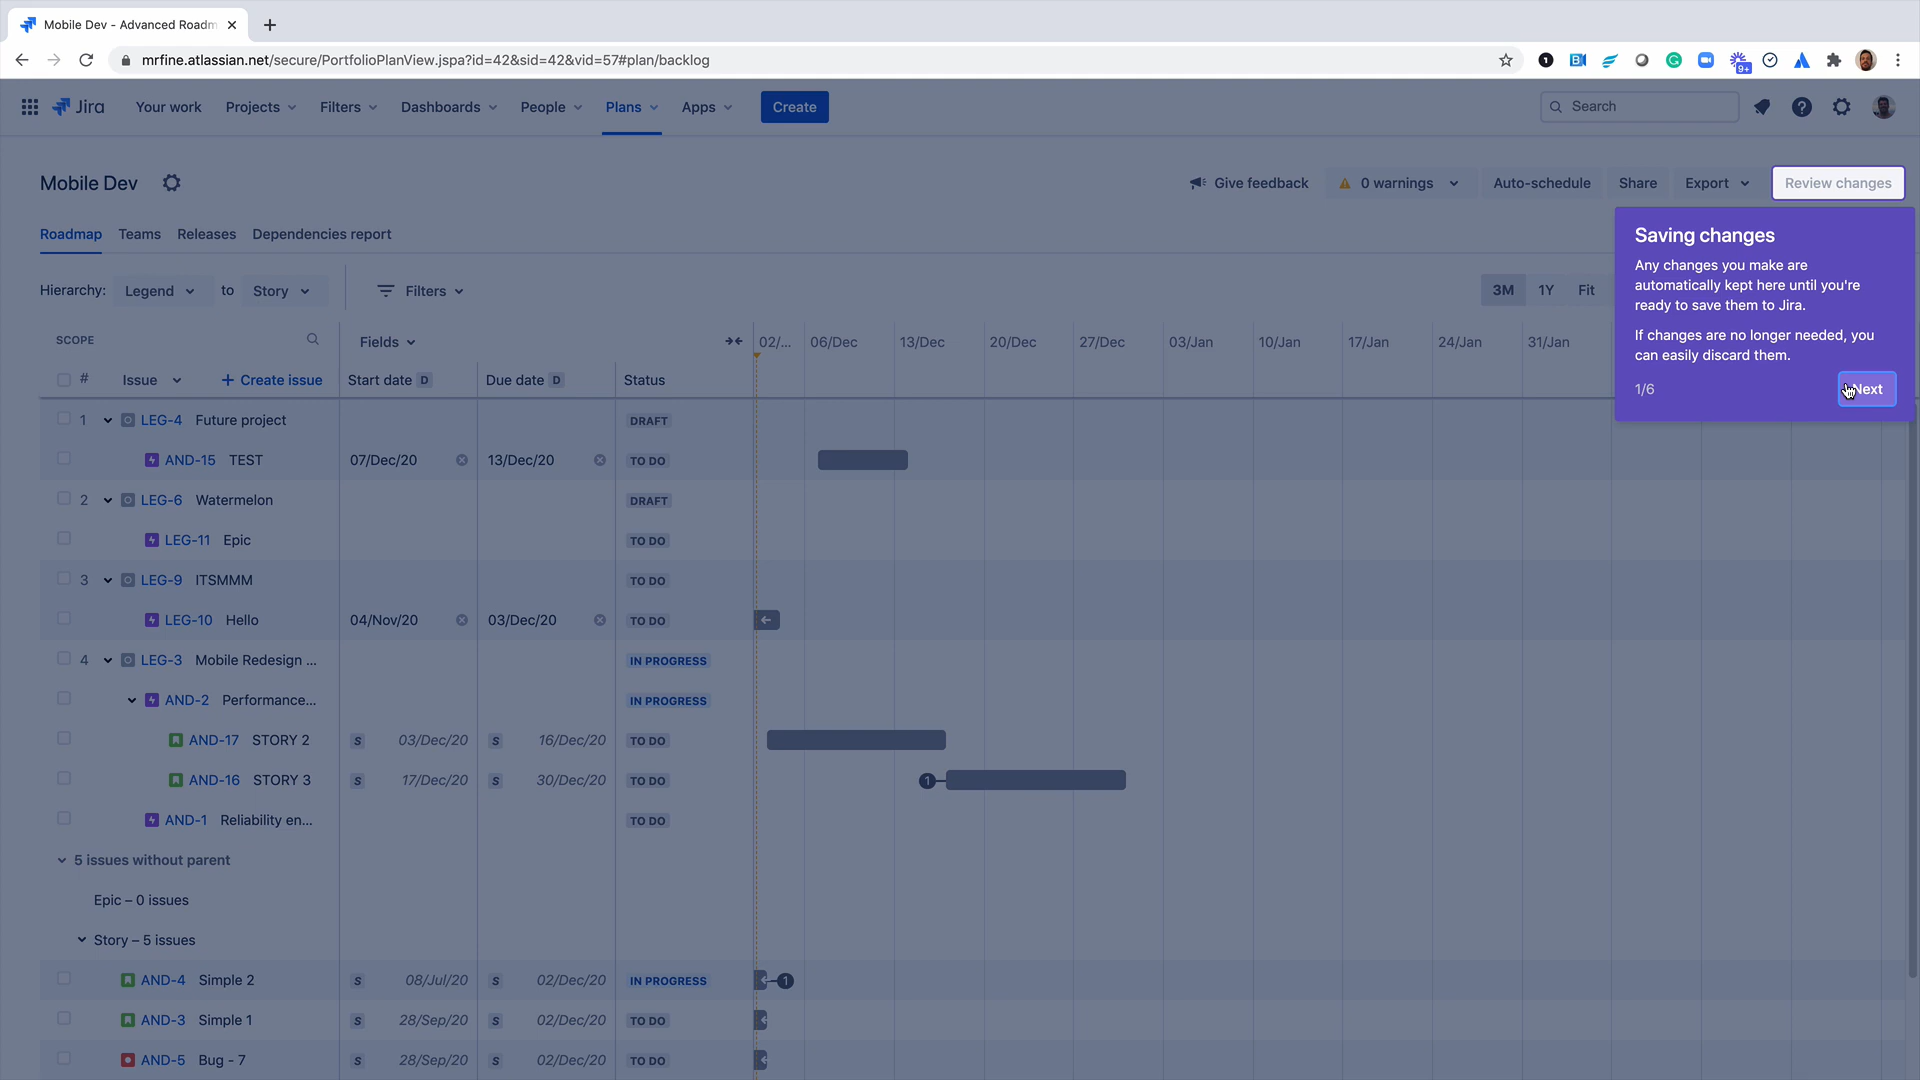 Mobile Dev - Advanced Roadm
mrfine.atlassian.net/secure/PortfolioPlanView.jspa?id=42&sid=42&vid=57#plan/backlog
9+
Jira Your work Projects Filters Dashboards People Plans Apps Create Search
Mobile Dev Give feedback 0 warnings Auto-schedule Share Export Review changes
Roadmap Teams Releases Dependencies report
Hierarchy: Legend to Story Filters 3M 1Y Fit
Saving changes
Any changes you make are
automatically kept here until you're
ready to save them to Jira.
If changes are no longer needed, you
can easily discard them.
1/6 Next
SCOPE Fields 02/... 06/Dec 13/Dec 20/Dec 27/Dec 03/Jan 10/Jan 17/Jan 24/Jan 31/Jan
# Issue + Create issue Start date D Due date D Status
1 LEG-4 Future project DRAFT
AND-15 TEST 07/Dec/20 13/Dec/20 TO DO
2 LEG-6 Watermelon DRAFT
LEG-11 Epic TO DO
3 LEG-9 ITSMMM TO DO
LEG-10 Hello 04/Nov/20 03/Dec/20 TO DO
4 LEG-3 Mobile Redesign ... IN PROGRESS
AND-2 Performance... IN PROGRESS
AND-17 STORY 2 S 03/Dec/20 S 16/Dec/20 TO DO
AND-16 STORY 3 S 17/Dec/20 S 30/Dec/20 TO DO 1
AND-1 Reliability en... TO DO
5 issues without parent
Epic – 0 issues
Story – 5 issues
AND-4 Simple 2 S 08/Jul/20 S 02/Dec/20 IN PROGRESS 1
AND-3 Simple 1 S 28/Sep/20 S 02/Dec/20 TO DO
AND-5 Bug - 7 S 28/Sep/20 S 02/Dec/20 TO DO